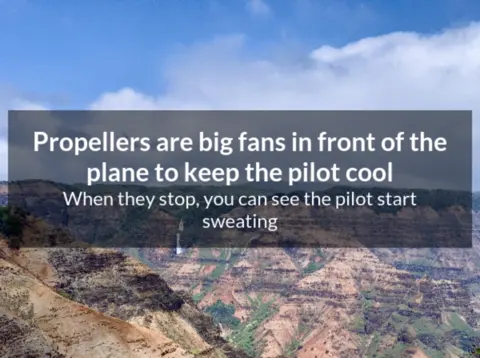 Propellers are big fans in front of the
plane to keep the pilot cool
When they stop, you can see the pilot start
sweating